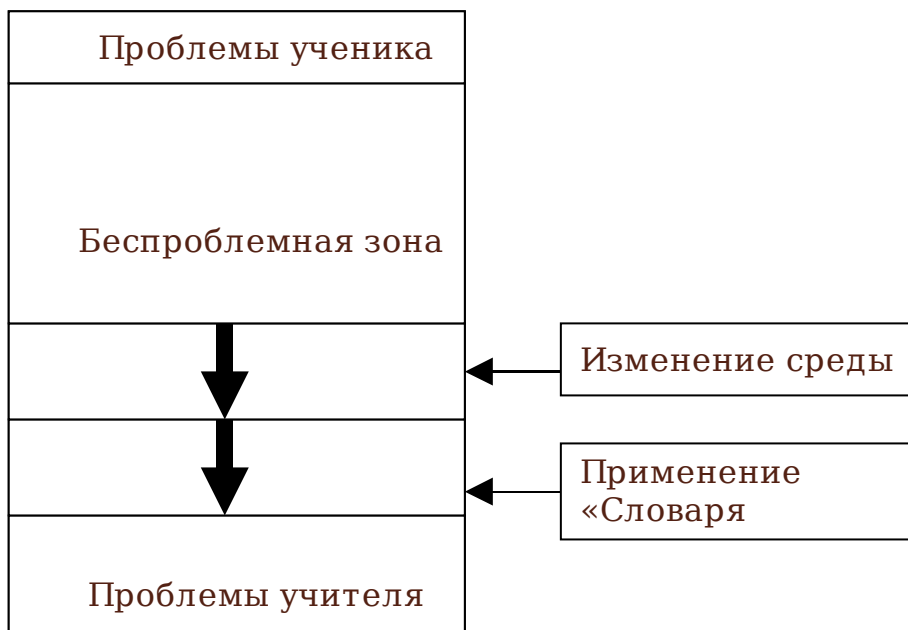 Проблемы ученика
Беспроблемная зона
Изменение среды
Применение
«Словаря
Проблемы учителя